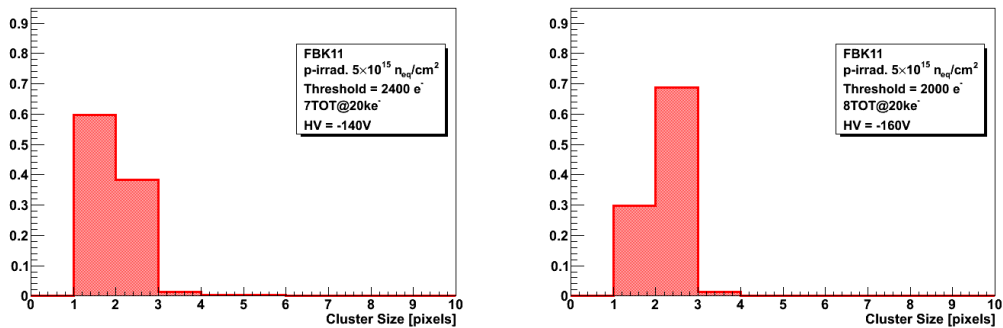 0.9
0.8
0.7
0.6
0.5
0.4
0.3
0.2
0.1
0
FBK11
p-irrad. 5×10¹⁵ n_eq/cm²
Threshold = 2400 e⁻
7TOT@20ke⁻
HV = -140V
0 1 2 3 4 5 6 7 8 9 10
Cluster Size [pixels]
0.9
0.8
0.7
0.6
0.5
0.4
0.3
0.2
0.1
0
FBK11
p-irrad. 5×10¹⁵ n_eq/cm²
Threshold = 2000 e⁻
8TOT@20ke⁻
HV = -160V
0 1 2 3 4 5 6 7 8 9 10
Cluster Size [pixels]